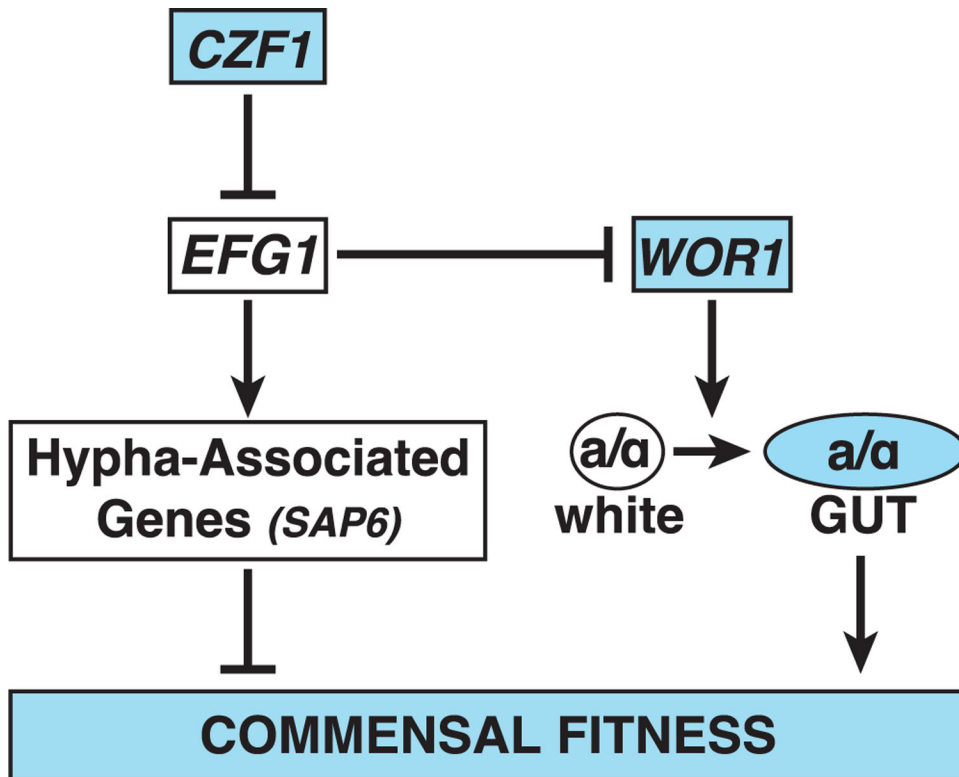 CZF1
EFG1
WOR1
Hypha-Associated
Genes (SAP6)
a/ɑ
white
a/ɑ
GUT
COMMENSAL FITNESS